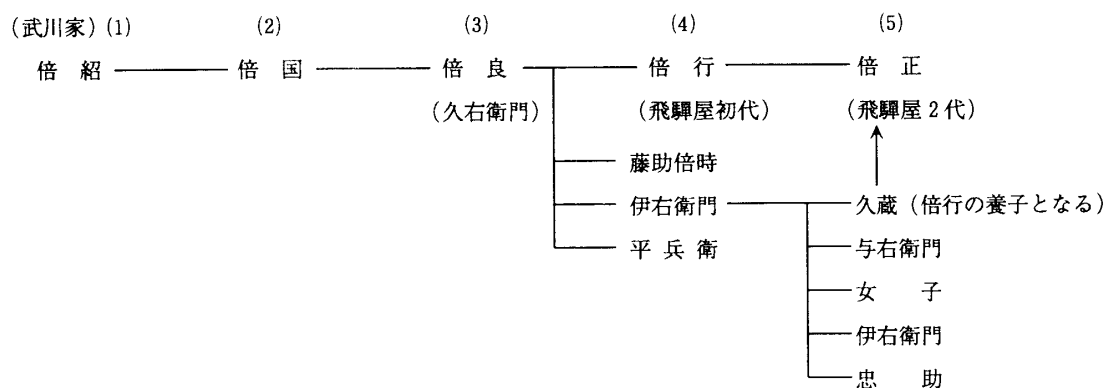 (武川家) (1) (2) (3) (4) (5)
倍 紹 倍 国 倍 良 倍 行 倍 正
(久右衛門) (飛騨屋初代) (飛騨屋2代)
藤助倍時
伊右衛門 久蔵 (倍行の養子となる)
平 兵 衛 与右衛門
女 子
伊右衛門
忠 助